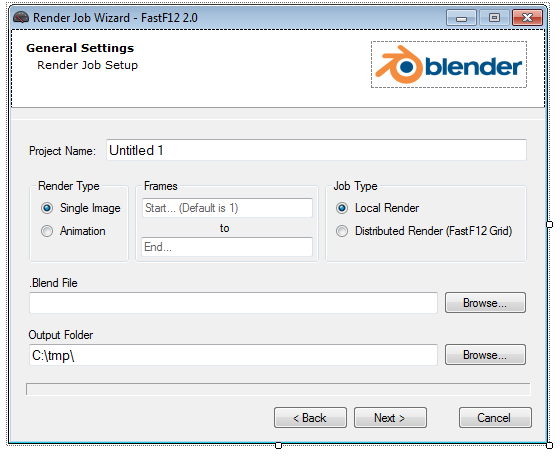 Render Job Wizard - FastF12 2.0
General Settings
Render Job Setup
blender
Project Name: Untitled 1
Render Type
Single Image
Animation
Frames
Start... (Default is 1)
to
End...
Job Type
Local Render
Distributed Render (FastF12 Grid)
.Blend File
Browse...
Output Folder
C:\tmp\ Browse...
< Back Next > Cancel